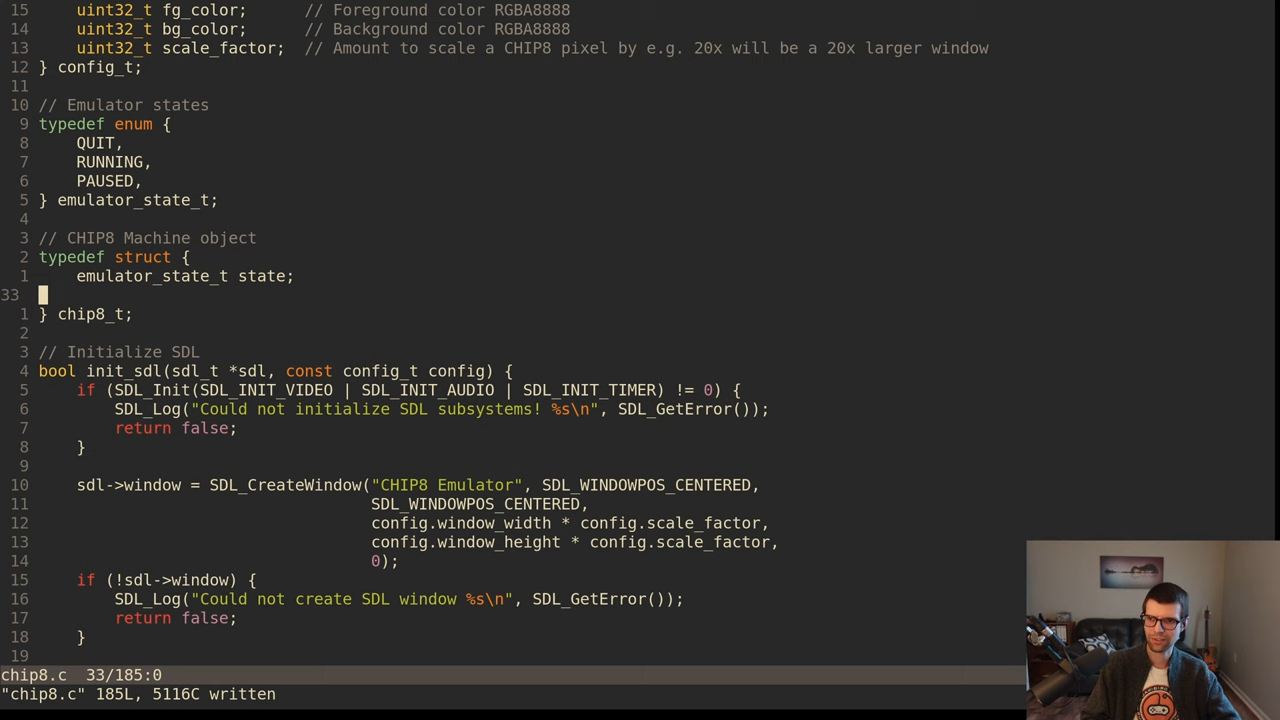 15     uint32_t fg_color;      // Foreground color RGBA8888
14     uint32_t bg_color;      // Background color RGBA8888
13     uint32_t scale_factor;  // Amount to scale a CHIP8 pixel by e.g. 20x will be a 20x larger window
12 } config_t;
11
10 // Emulator states
9 typedef enum {
8     QUIT,
7     RUNNING,
6     PAUSED,
5 } emulator_state_t;
4
3 // CHIP8 Machine object
2 typedef struct {
1     emulator_state_t state;
33
1 } chip8_t;
2
3 // Initialize SDL
4 bool init_sdl(sdl_t *sdl, const config_t config) {
5     if (SDL_Init(SDL_INIT_VIDEO | SDL_INIT_AUDIO | SDL_INIT_TIMER) != 0) {
6         SDL_Log("Could not initialize SDL subsystems! %s\n", SDL_GetError());
7         return false;
8     }
9
10     sdl->window = SDL_CreateWindow("CHIP8 Emulator", SDL_WINDOWPOS_CENTERED,
11                                    SDL_WINDOWPOS_CENTERED,
12                                    config.window_width * config.scale_factor,
13                                    config.window_height * config.scale_factor,
14                                    0);
15     if (!sdl->window) {
16         SDL_Log("Could not create SDL window %s\n", SDL_GetError());
17         return false;
18     }
19
chip8.c  33/185:0
"chip8.c" 185L, 5116C written